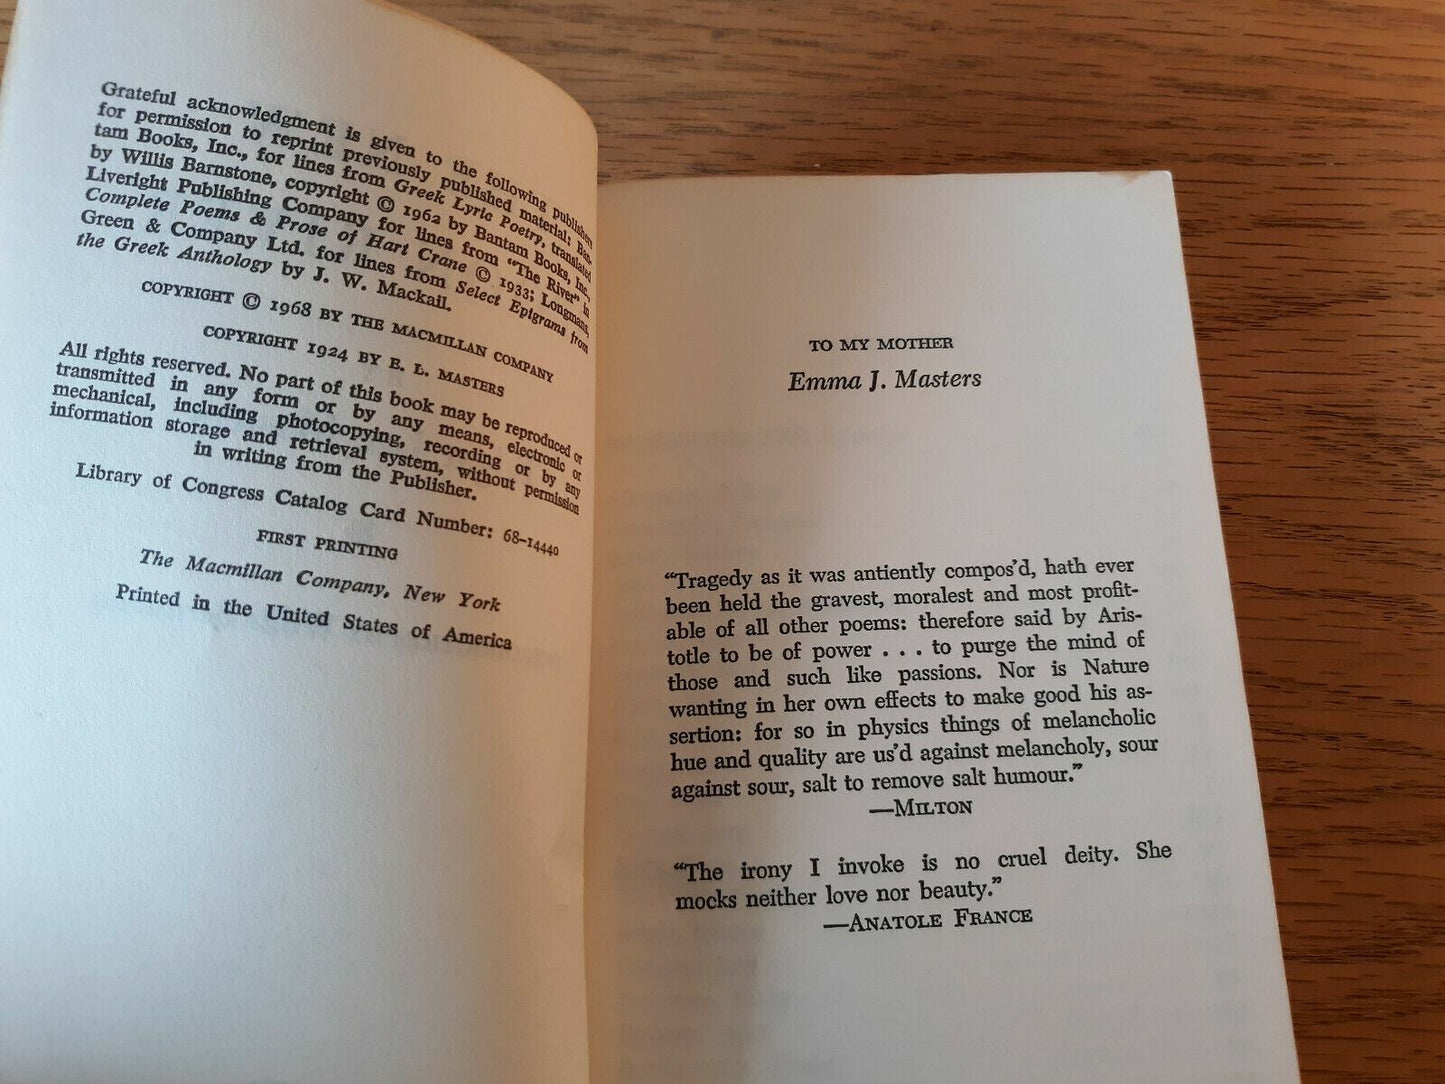 Grateful acknowledgment is given to the following publishers
for permission to reprint previously published material: Ban-
tam Books, Inc., for lines from Greek Lyric Poetry, translated
by Willis Barnstone, copyright © 1962 by Bantam Books, Inc,
Liveright Publishing Company for lines from "The River" in
Complete Poems & Prose of Hart Crane © 1933; Longmans,
Green & Company Ltd. for lines from Select Epigrams from
the Greek Anthology by J. W. Mackail.
COPYRIGHT © 1968 BY THE MACMILLAN COMPANY
COPYRIGHT 1924 BY E. L. MASTERS
All rights reserved. No part of this book may be reproduced or
transmitted in any form or by any means, electronic or
mechanical, including photocopying, recording or by any
information storage and retrieval system, without permission
in writing from the Publisher.
Library of Congress Catalog Card Number: 68-14440
FIRST PRINTING
The Macmillan Company, New York
Printed in the United States of America
TO MY MOTHER
Emma J. Masters
"Tragedy as it was antiently compos'd, hath ever
been held the gravest, moralest and most profit-
able of all other poems: therefore said by Aris-
totle to be of power . . . to purge the mind of
those and such like passions. Nor is Nature
wanting in her own effects to make good his as-
sertion: for so in physics things of melancholic
hue and quality are us'd against melancholy, sour
against sour, salt to remove salt humour."
—MILTON
"The irony I invoke is no cruel deity. She
mocks neither love nor beauty."
—ANATOLE FRANCE